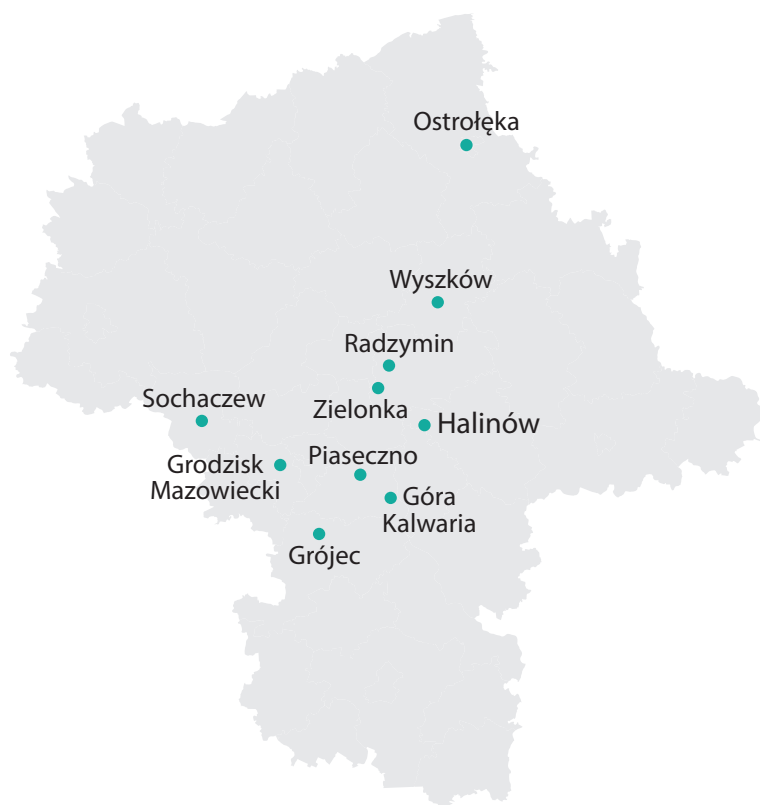 Ostrołęka
Wyszków
Radzymin
Sochaczew
Zielonka
Halinów
Piaseczno
Grodzisk
Mazowiecki
Góra
Kalwaria
Grójec